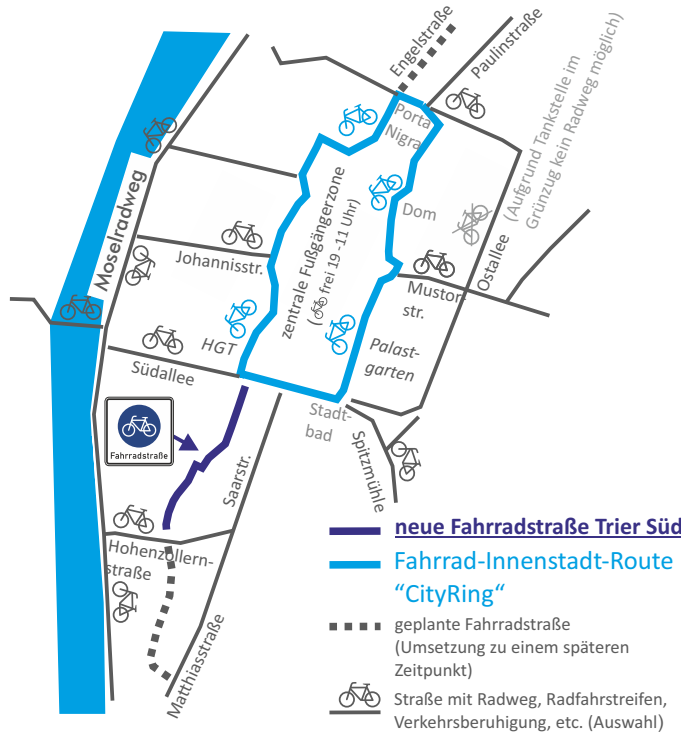 Engelstraße
Paulinstraße
(Aufgrund Tankstelle im
Grünzug kein Radweg möglich)
Porta
Nigra
Moselradweg
zentrale Fußgängerzone
( frei 19 -11 Uhr)
Dom
Ostallee
Johannisstr.
Mustor-
str.
HGT
Palast-
garten
Südallee
Stadt-
bad
Spitzmühle
Fahrradstraße
Saarstr.
Hohenzollern-
straße
Matthiasstraße
neue Fahrradstraße Trier Süd
Fahrrad-Innenstadt-Route
“CityRing“
geplante Fahrradstraße
(Umsetzung zu einem späteren
Zeitpunkt)
Straße mit Radweg, Radfahrstreifen,
Verkehrsberuhigung, etc. (Auswahl)